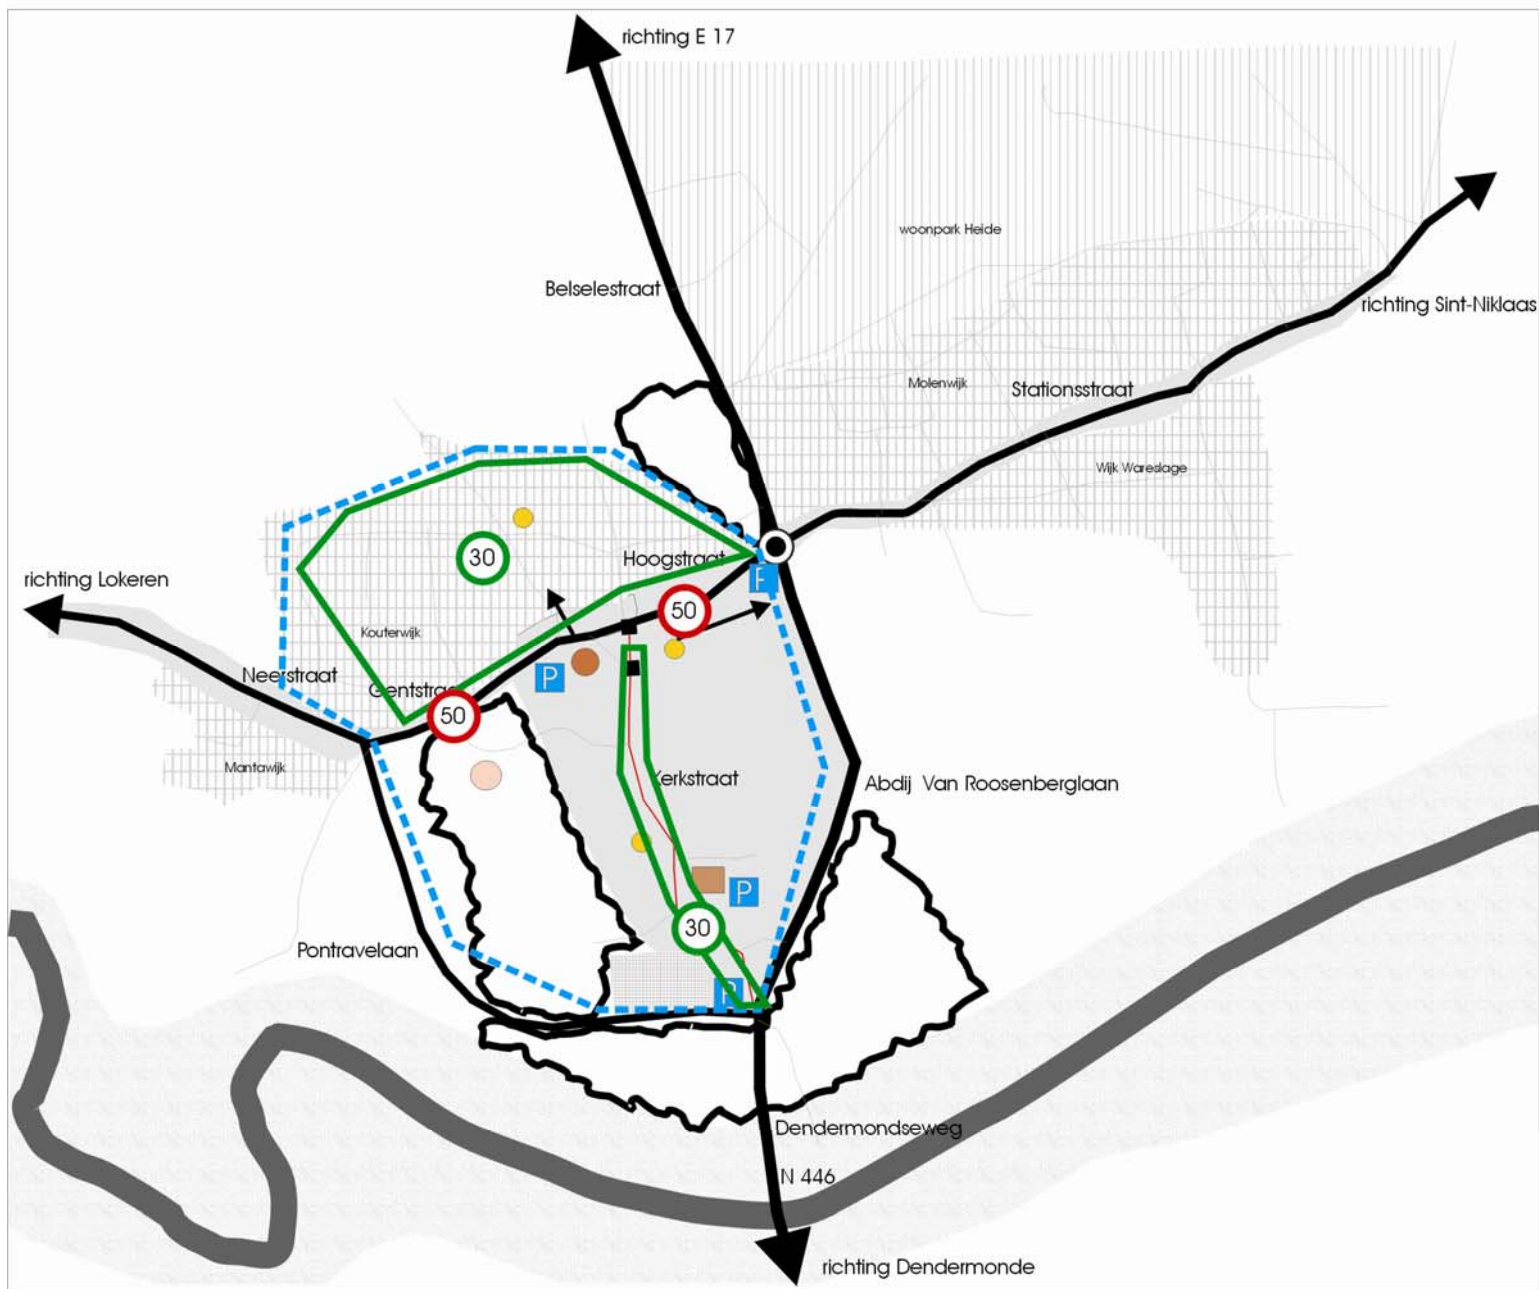 richting E 17
woonpark Heide
Belselestraat
richting Sint-Niklaas
Molenwijk
Stationsstraat
Wijk Wareslage
30
Hoogstraat
richting Lokeren
P
50
Kouterwijk
Neerstraat
P
Gentstraat
50
Mantawijk
Kerkstraat
Abdij Van Roosenberglaan
P
30
Pontravelaan
P
Dendermondseweg
N 446
richting Dendermonde